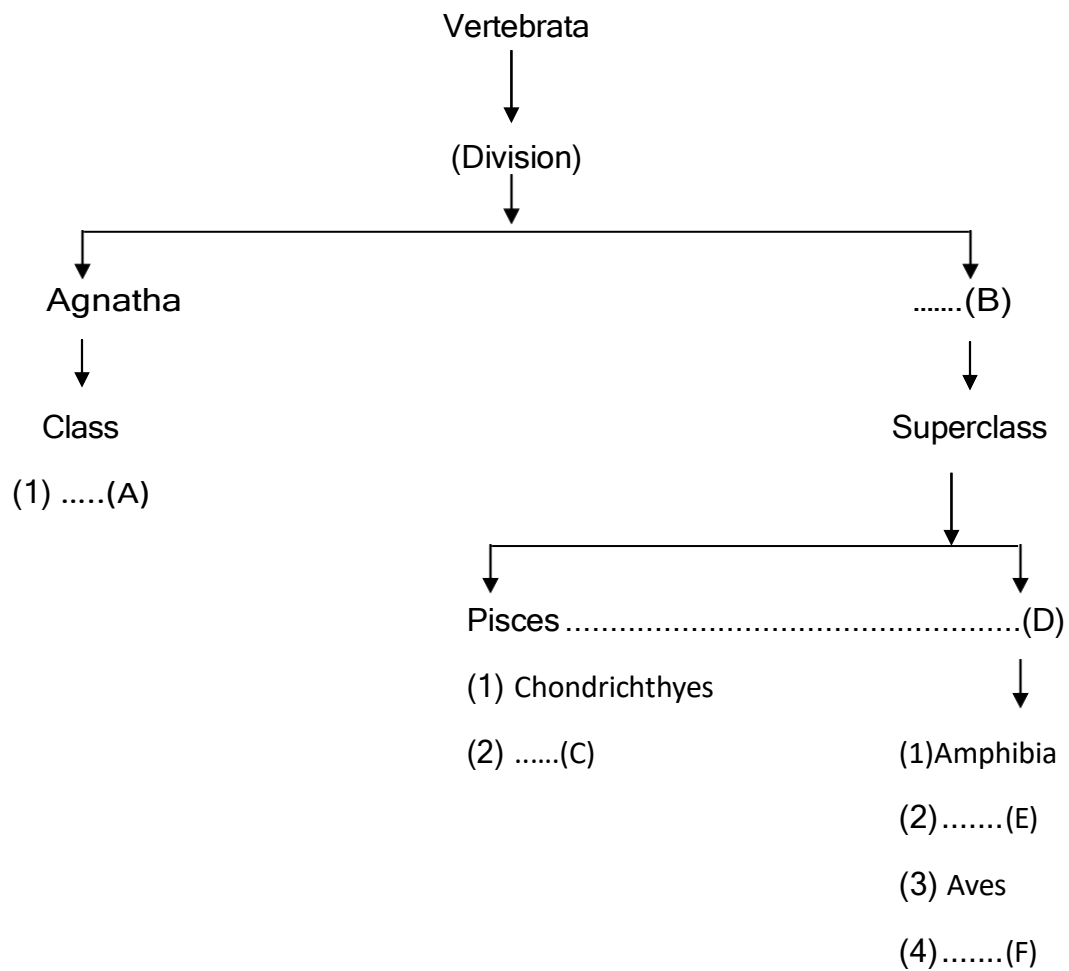 Vertebrata
(Division)
Agnatha .......(B)
Class Superclass
(1) .....(A)
Pisces...................................................(D)
(1) Chondrichthyes
(2) ......(C) (1)Amphibia
(2).......(E)
(3) Aves
(4).......(F)